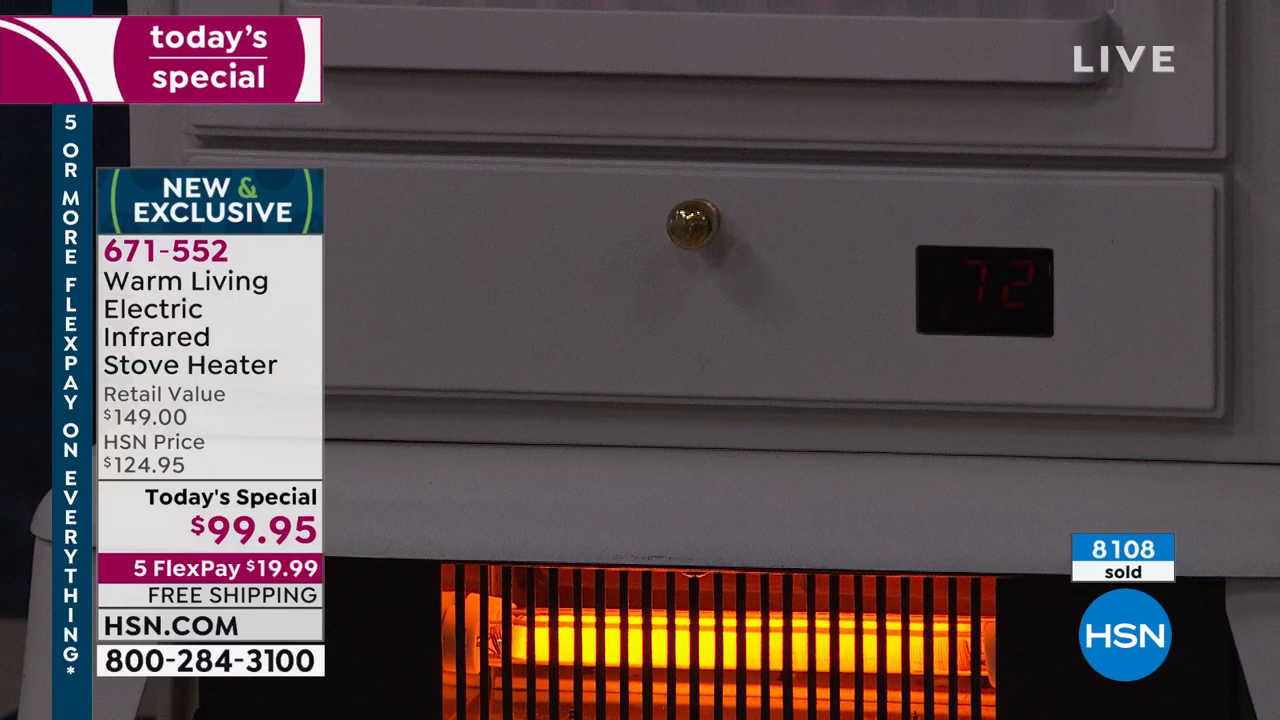 today's
special
LIVE
5 OR MORE FLEXPAY ON EVERYTHING*
NEW &
EXCLUSIVE
671-552
Warm Living
Electric
Infrared
Stove Heater
Retail Value
$149.00
HSN Price
$124.95
Today's Special
$99.95
5 FlexPay $19.99
FREE SHIPPING
HSN.COM
800-284-3100
72
8108
sold
HSN